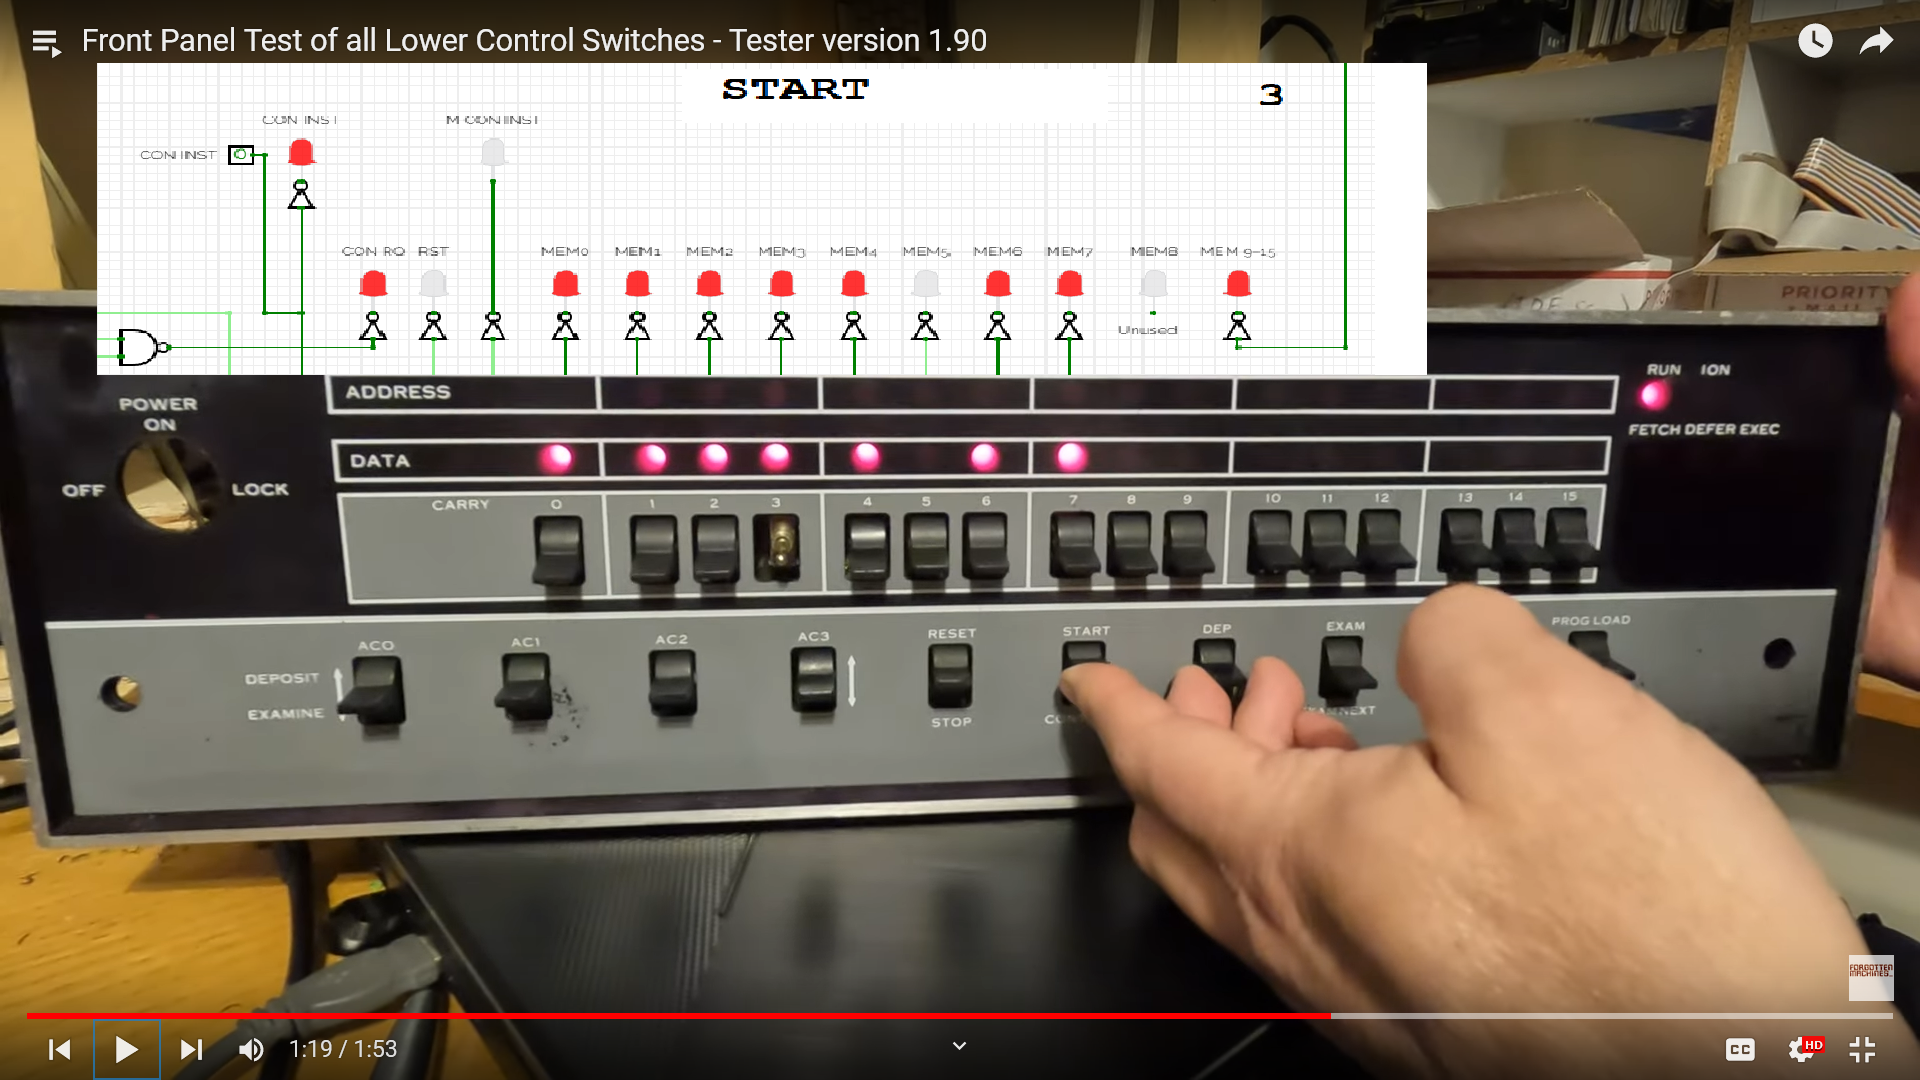 Front Panel Test of all Lower Control Switches - Tester version 1.90
START
3
CON INST
M CON INST
CON INST
0
CON RQ RST MEM0 MEM1 MEM2 MEM3 MEM4 MEM5 MEM6 MEM7 MEM8 MEM 9-15
Unused
PRIORITY
MAIL
RUN ION
ADDRESS
POWER
ON
FETCH DEFER EXEC
DATA
OFF LOCK
CARRY 0 1 2 3 4 5 6 7 8 9 10 11 12 13 14 15
AC0 AC1 AC2 AC3 RESET START DEP EXAM PROG LOAD
DEPOSIT
EXAMINE
STOP
FORGOTTEN
MACHINES
1:19 / 1:53
CC
HD